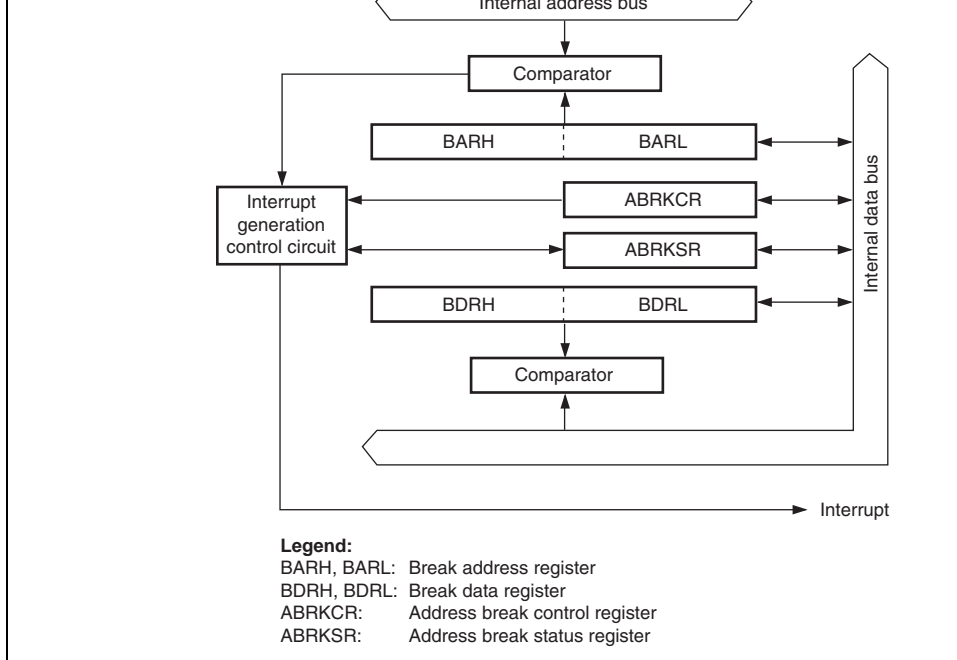 Internal address bus
Comparator
BARH BARL
Internal data bus
Interrupt
generation
control circuit
ABRKCR
ABRKSR
BDRH BDRL
Comparator
Interrupt
Legend:
BARH, BARL: Break address register
BDRH, BDRL: Break data register
ABRKCR: Address break control register
ABRKSR: Address break status register